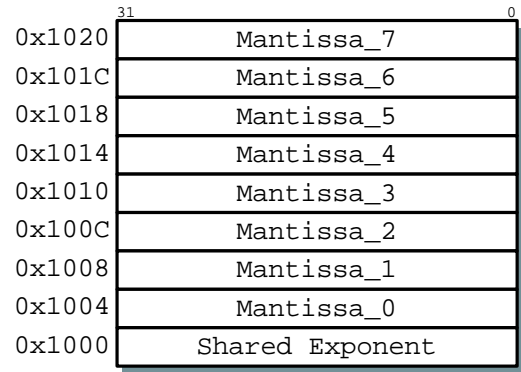 31 0
0x1020 Mantissa_7
0x101C Mantissa_6
0x1018 Mantissa_5
0x1014 Mantissa_4
0x1010 Mantissa_3
0x100C Mantissa_2
0x1008 Mantissa_1
0x1004 Mantissa_0
0x1000 Shared Exponent